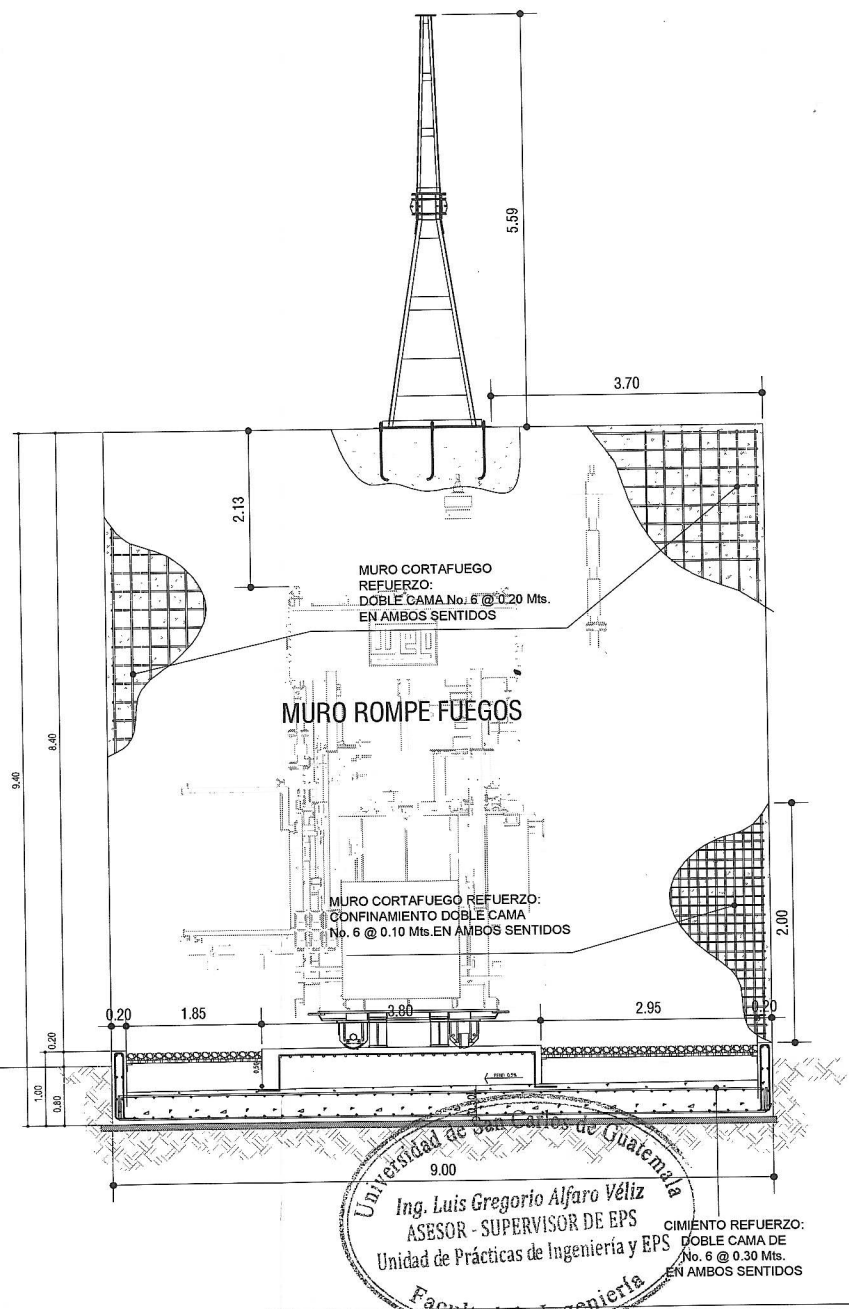 5.59
3.70
2.13
MURO CORTAFUEGO
REFUERZO:
DOBLE CAMA No. 6 @ 0.20 Mts.
EN AMBOS SENTIDOS
MURO ROMPE FUEGOS
8.40
9.40
MURO CORTAFUEGO REFUERZO:
CONFINAMIENTO DOBLE CAMA
No. 6 @ 0.10 Mts.EN AMBOS SENTIDOS
2.00
0.20
1.85
3.80
2.95
0.20
0.20
1.00
0.80
9.00
Universidad de San Carlos de Guatemala
Ing. Luis Gregorio Alfaro Véliz
ASESOR - SUPERVISOR DE EPS
Unidad de Prácticas de Ingeniería y EPS
CIMIENTO REFUERZO:
DOBLE CAMA DE
No. 6 @ 0.30 Mts.
EN AMBOS SENTIDOS